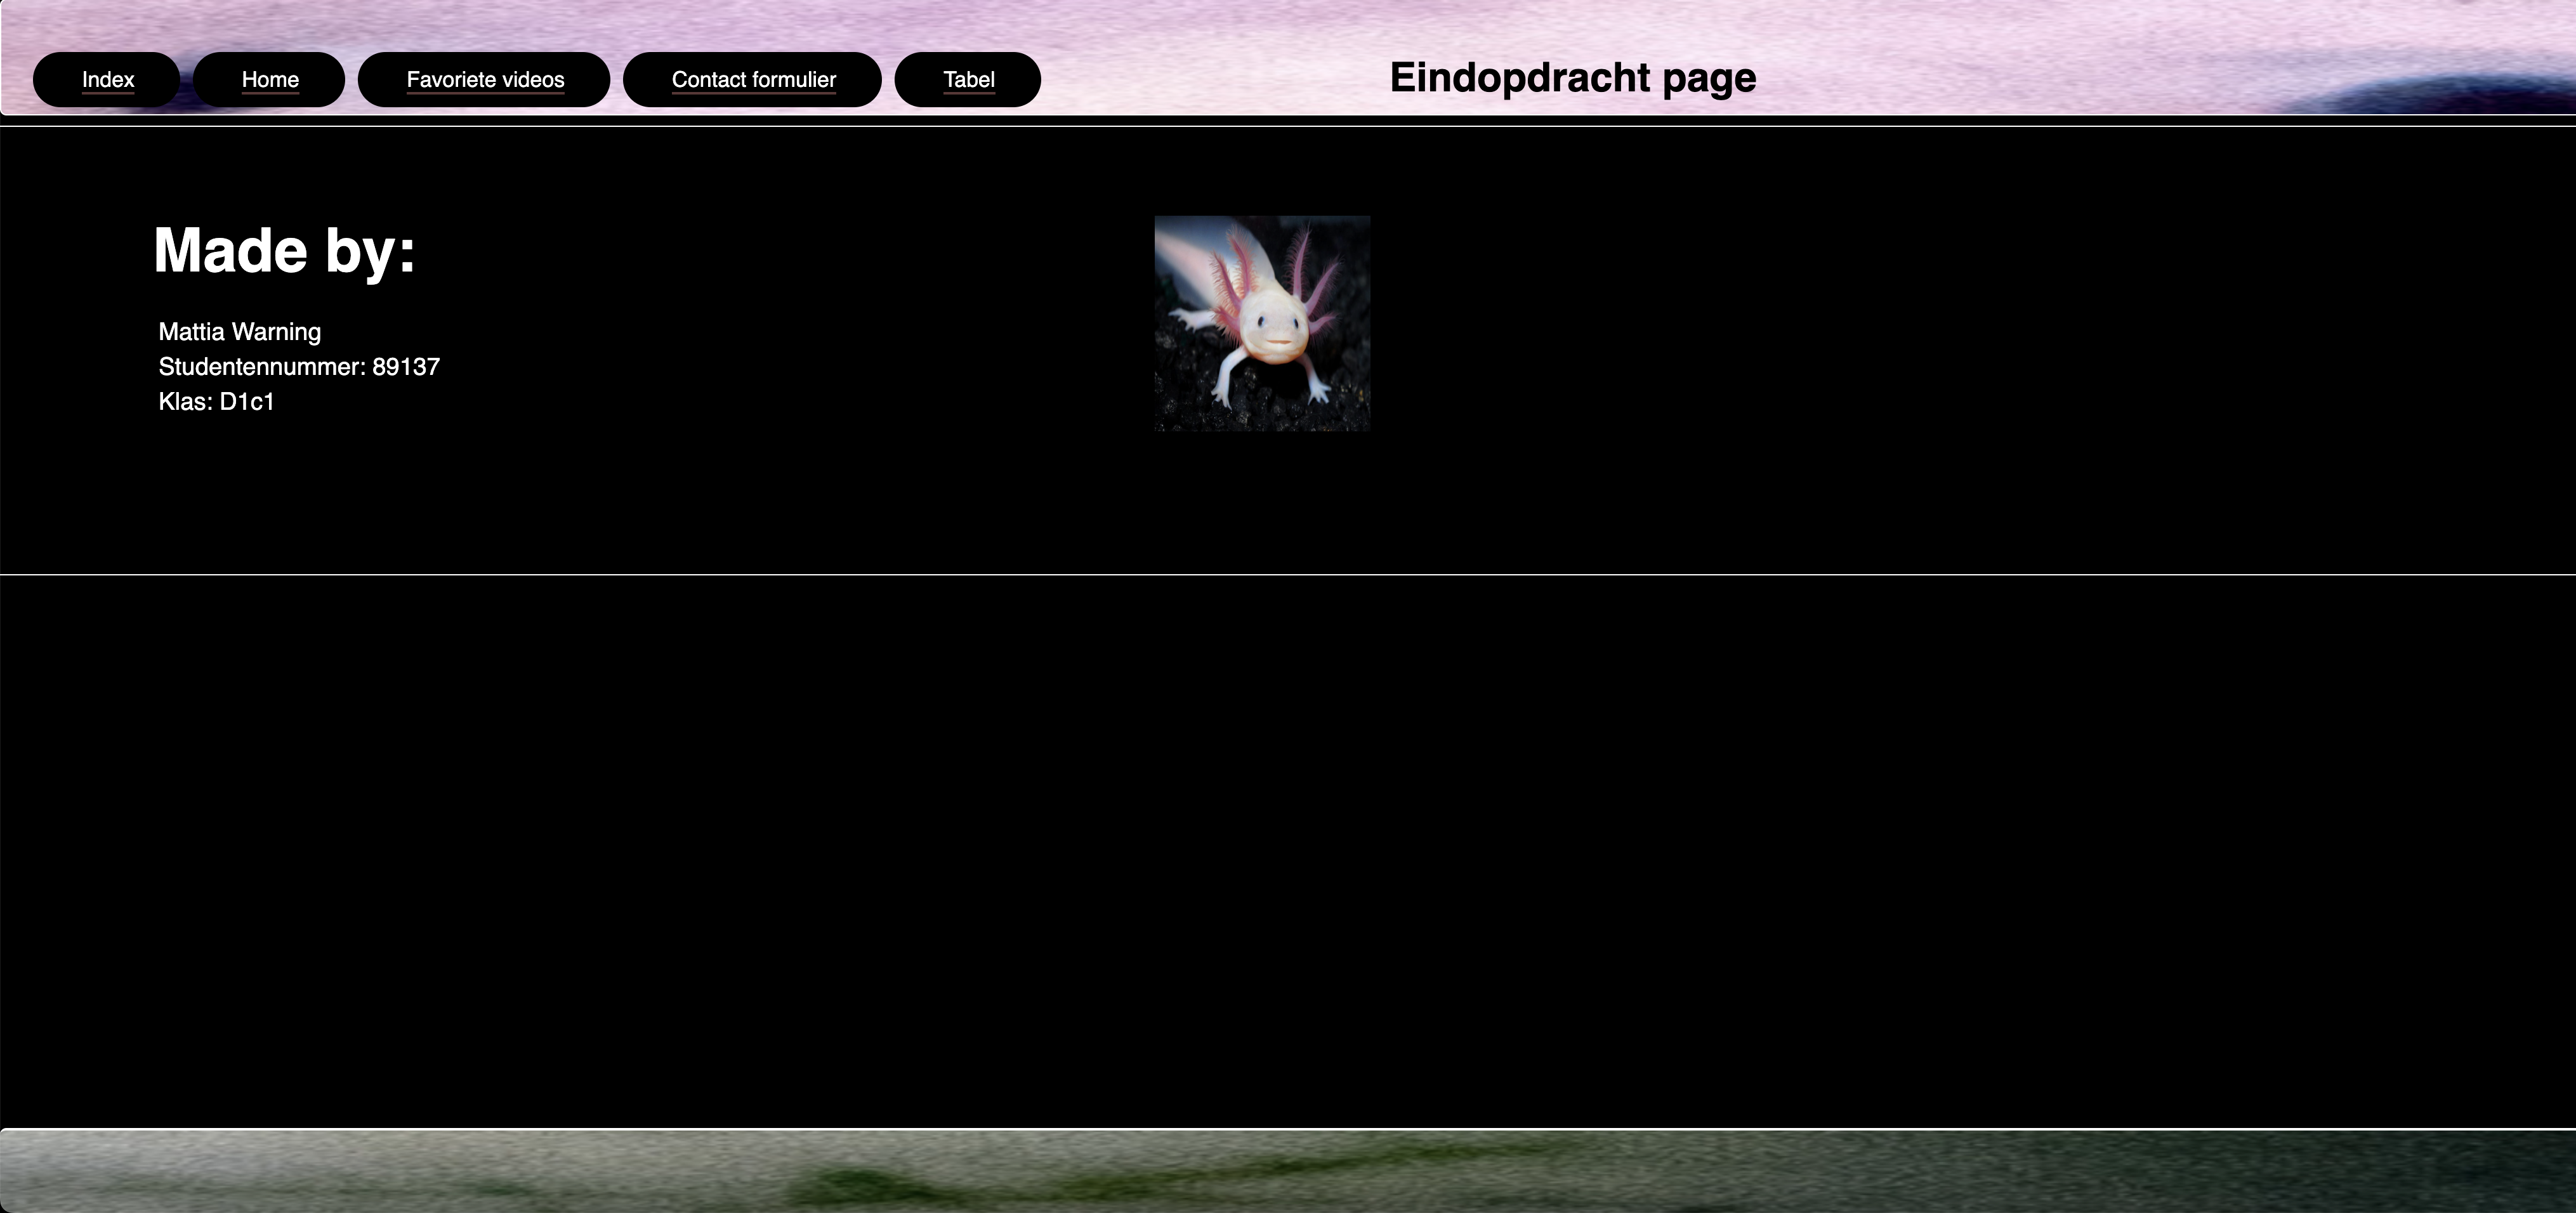 Index Home Favoriete videos Contact formulier Tabel Eindopdracht page
Made by:
Mattia Warning
Studentennummer: 89137
Klas: D1c1